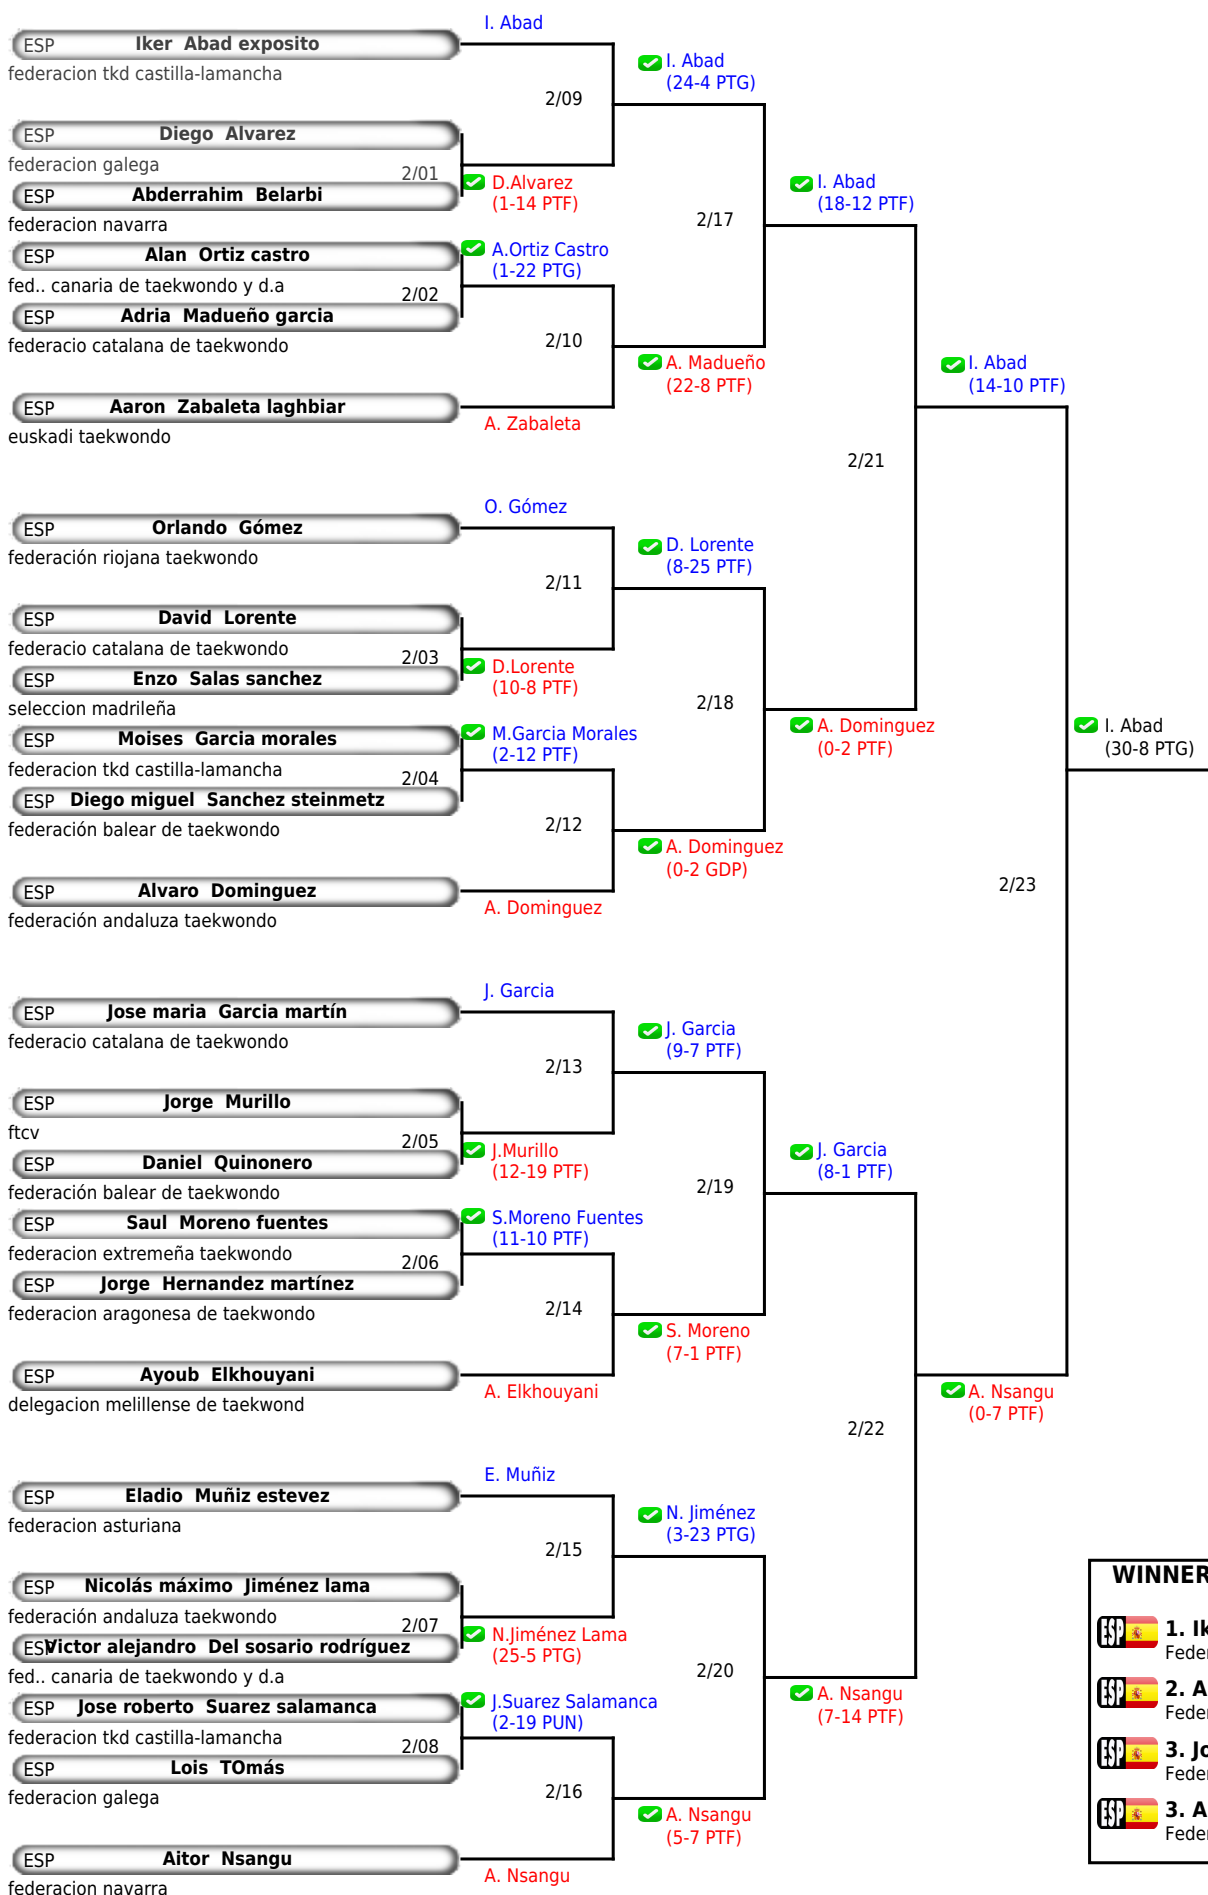 I. Abad
ESP Iker Abad exposito
federacion tkd castilla-lamancha
I. Abad
(24-4 PTG)
2/09
ESP Diego Alvarez
federacion galega
2/01
D.Alvarez
(1-14 PTF)
ESP Abderrahim Belarbi
federacion navarra
I. Abad
(18-12 PTF)
2/17
ESP Alan Ortiz castro
A.Ortiz Castro
(1-22 PTG)
fed.. canaria de taekwondo y d.a
2/02
ESP Adria Madueño garcia
federacio catalana de taekwondo
2/10
A. Madueño
(22-8 PTF)
I. Abad
(14-10 PTF)
ESP Aaron Zabaleta laghbiar
A. Zabaleta
euskadi taekwondo
2/21
O. Gómez
ESP Orlando Gómez
federación riojana taekwondo
D. Lorente
(8-25 PTF)
2/11
ESP David Lorente
federacio catalana de taekwondo
2/03
D.Lorente
(10-8 PTF)
ESP Enzo Salas sanchez
seleccion madrileña
2/18
ESP Moises Garcia morales
M.Garcia Morales
(2-12 PTF)
A. Dominguez
(0-2 PTF)
I. Abad
(30-8 PTG)
federacion tkd castilla-lamancha
2/04
ESP Diego miguel Sanchez steinmetz
federación balear de taekwondo
2/12
A. Dominguez
(0-2 GDP)
ESP Alvaro Dominguez
A. Dominguez
federación andaluza taekwondo
2/23
J. Garcia
ESP Jose maria Garcia martín
federacio catalana de taekwondo
J. Garcia
(9-7 PTF)
2/13
ESP Jorge Murillo
ftcv
2/05
J.Murillo
(12-19 PTF)
ESP Daniel Quinonero
federación balear de taekwondo
J. Garcia
(8-1 PTF)
2/19
ESP Saul Moreno fuentes
S.Moreno Fuentes
(11-10 PTF)
federacion extremeña taekwondo
2/06
ESP Jorge Hernandez martínez
federacion aragonesa de taekwondo
2/14
S. Moreno
(7-1 PTF)
ESP Ayoub Elkhouyani
A. Elkhouyani
delegacion melillense de taekwond
A. Nsangu
(0-7 PTF)
2/22
E. Muñiz
ESP Eladio Muñiz estevez
federacion asturiana
N. Jiménez
(3-23 PTG)
2/15
ESP Nicolás máximo Jiménez lama
federación andaluza taekwondo
2/07
N.Jiménez Lama
(25-5 PTG)
ESP Victor alejandro Del sosario rodríguez
fed.. canaria de taekwondo y d.a
2/20
ESP Jose roberto Suarez salamanca
J.Suarez Salamanca
(2-19 PUN)
A. Nsangu
(7-14 PTF)
federacion tkd castilla-lamancha
2/08
ESP Lois TOmás
federacion galega
2/16
A. Nsangu
(5-7 PTF)
ESP Aitor Nsangu
A. Nsangu
federacion navarra
WINNER
ESP 1. Ik
Feder
ESP 2. A
Feder
ESP 3. Jo
Feder
ESP 3. A
Feder